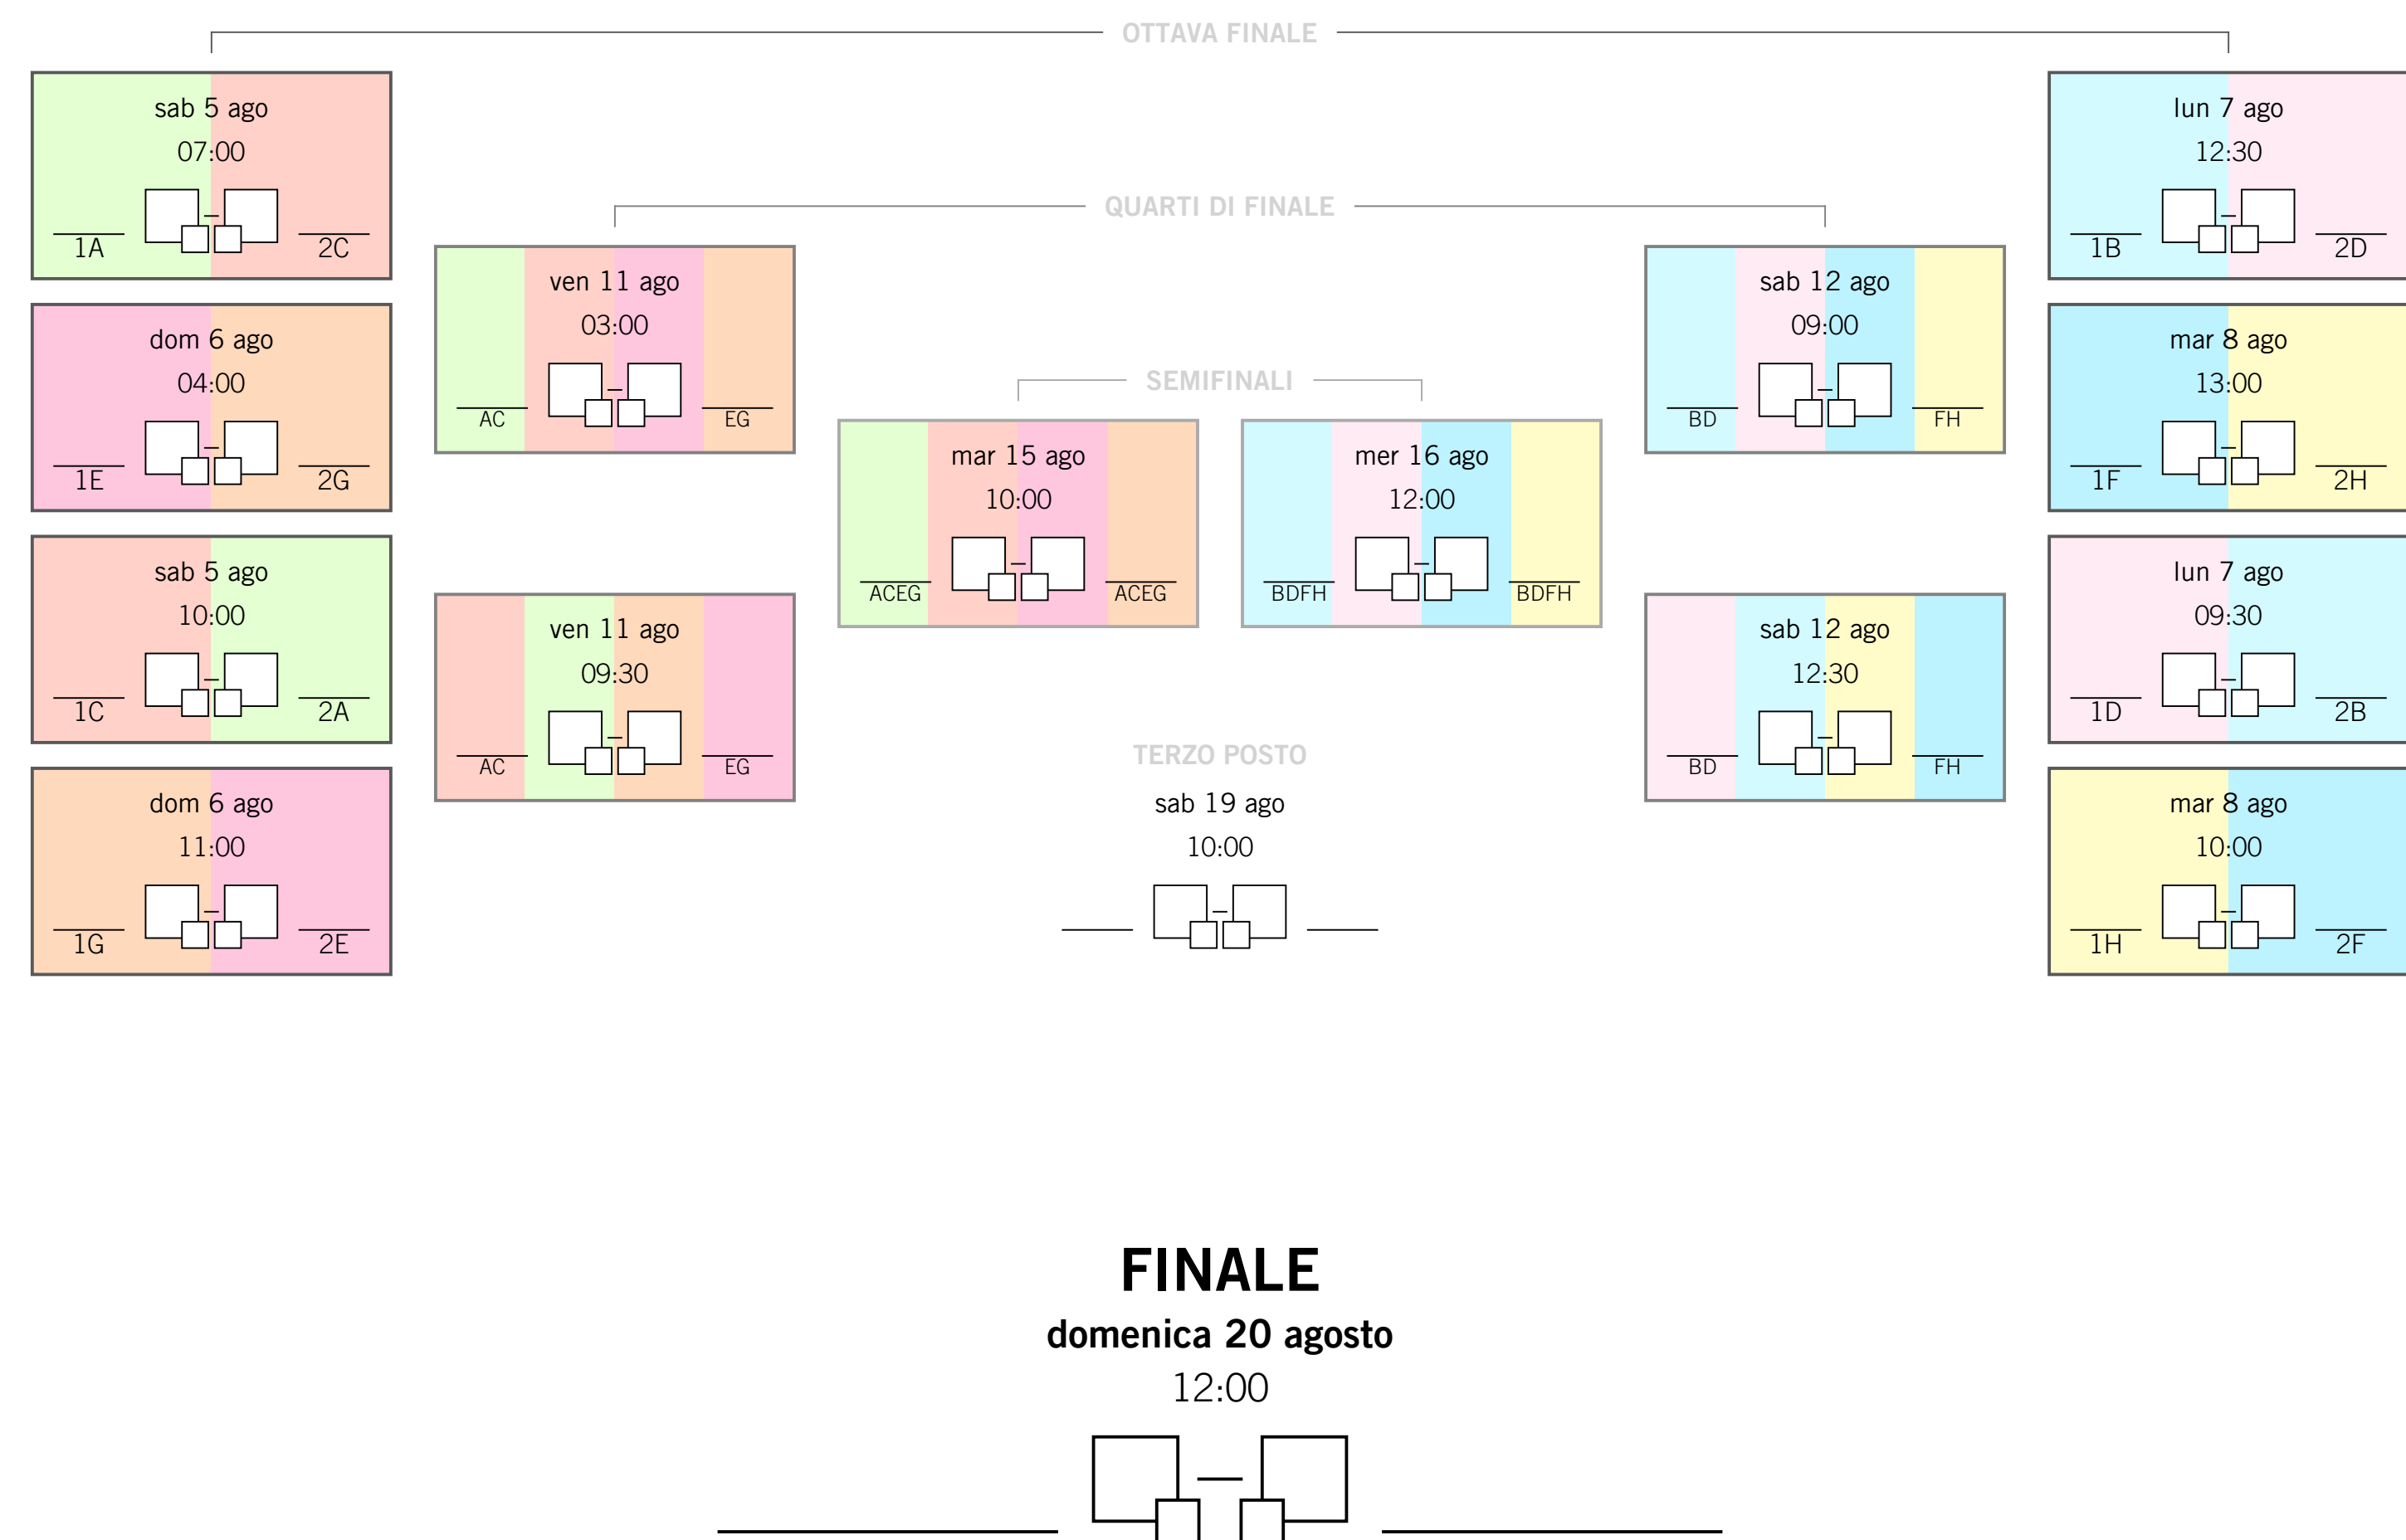 OTTAVA FINALE
sab 5 ago
07:00
1A
2C
dom 6 ago
04:00
1E
2G
sab 5 ago
10:00
1C
2A
dom 6 ago
11:00
1G
2E
QUARTI DI FINALE
ven 11 ago
03:00
AC
EG
ven 11 ago
09:30
AC
EG
SEMIFINALI
mar 15 ago
10:00
ACEG
ACEG
mer 16 ago
12:00
BDFH
BDFH
sab 12 ago
09:00
BD
FH
sab 12 ago
12:30
BD
FH
lun 7 ago
12:30
1B
2D
mar 8 ago
13:00
1F
2H
lun 7 ago
09:30
1D
2B
mar 8 ago
10:00
1H
2F
TERZO POSTO
sab 19 ago
10:00
FINALE
domenica 20 agosto
12:00